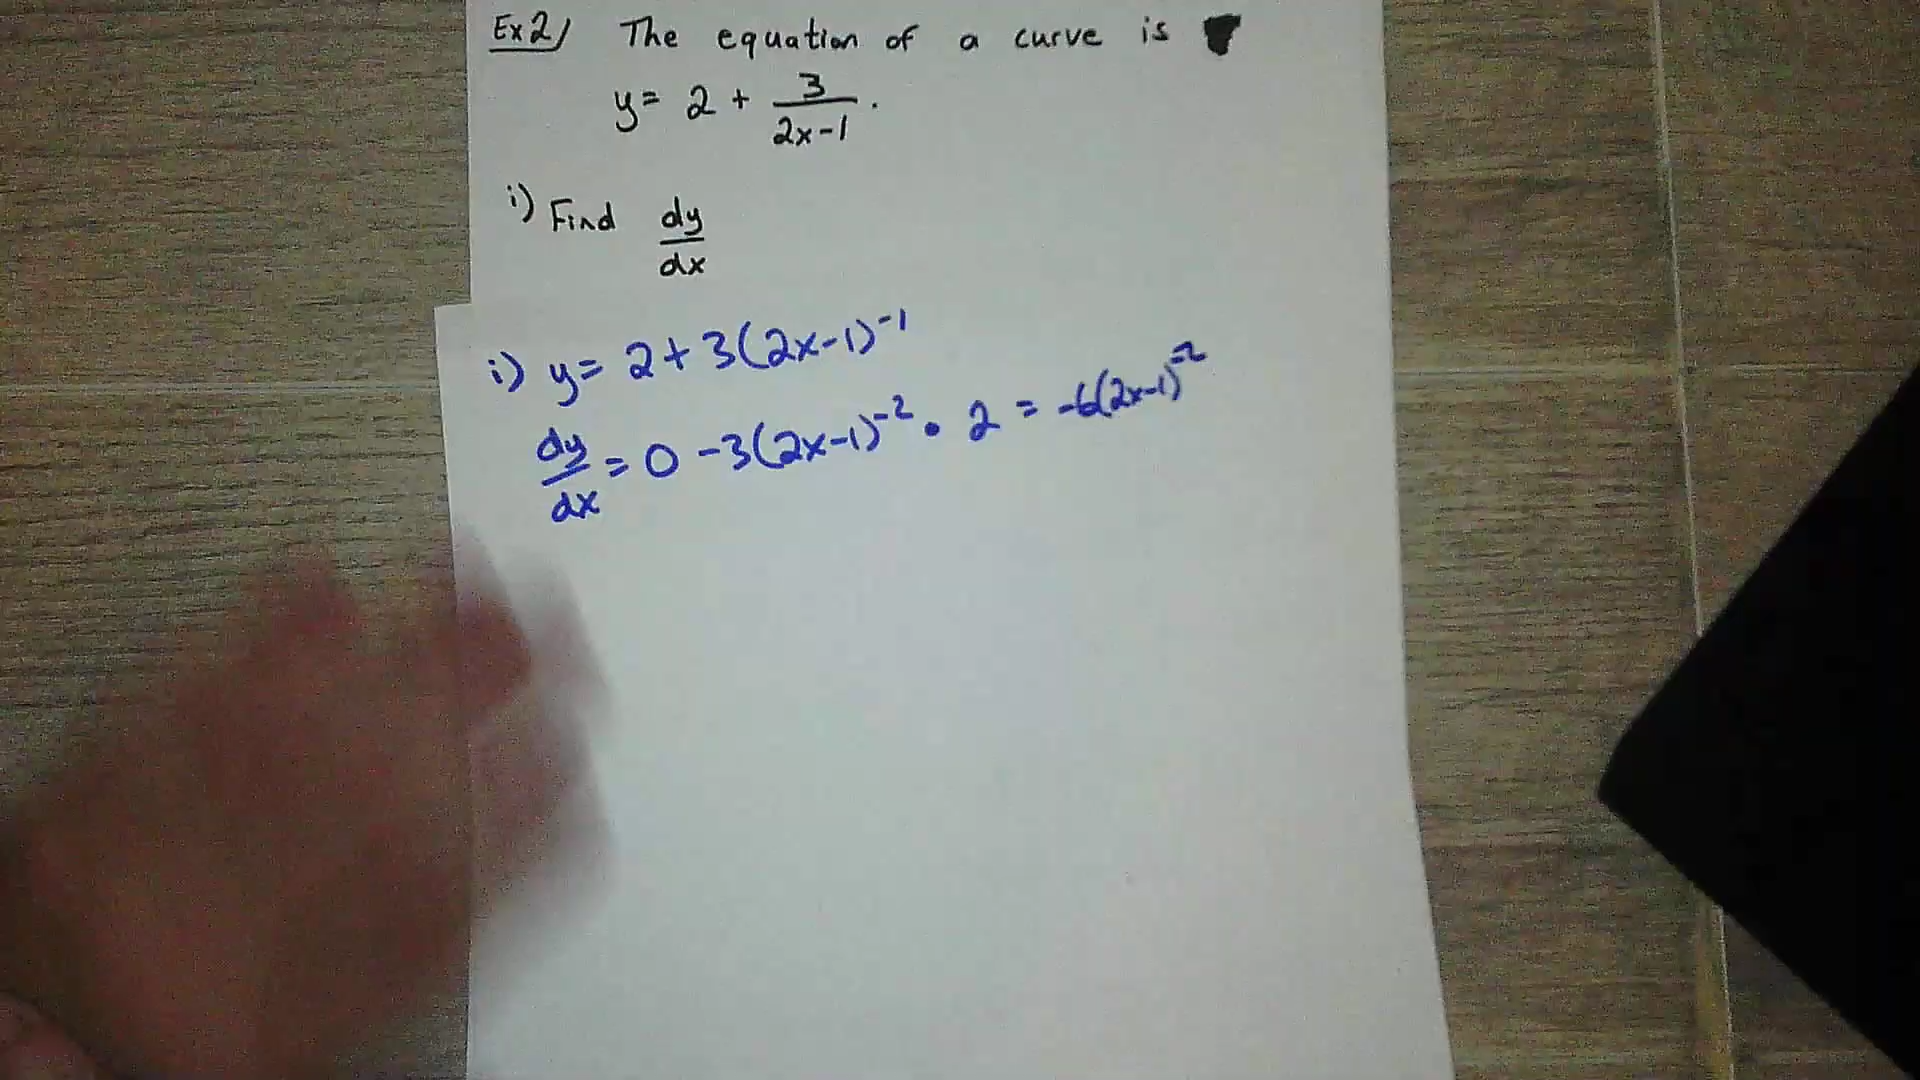 Ex2/ The equation of a curve is
y = 2 + 3/(2x-1).
i) Find dy/dx
i) y = 2 + 3(2x-1)⁻¹
dy/dx = 0 - 3(2x-1)⁻² • 2 = -6(2x-1)⁻²